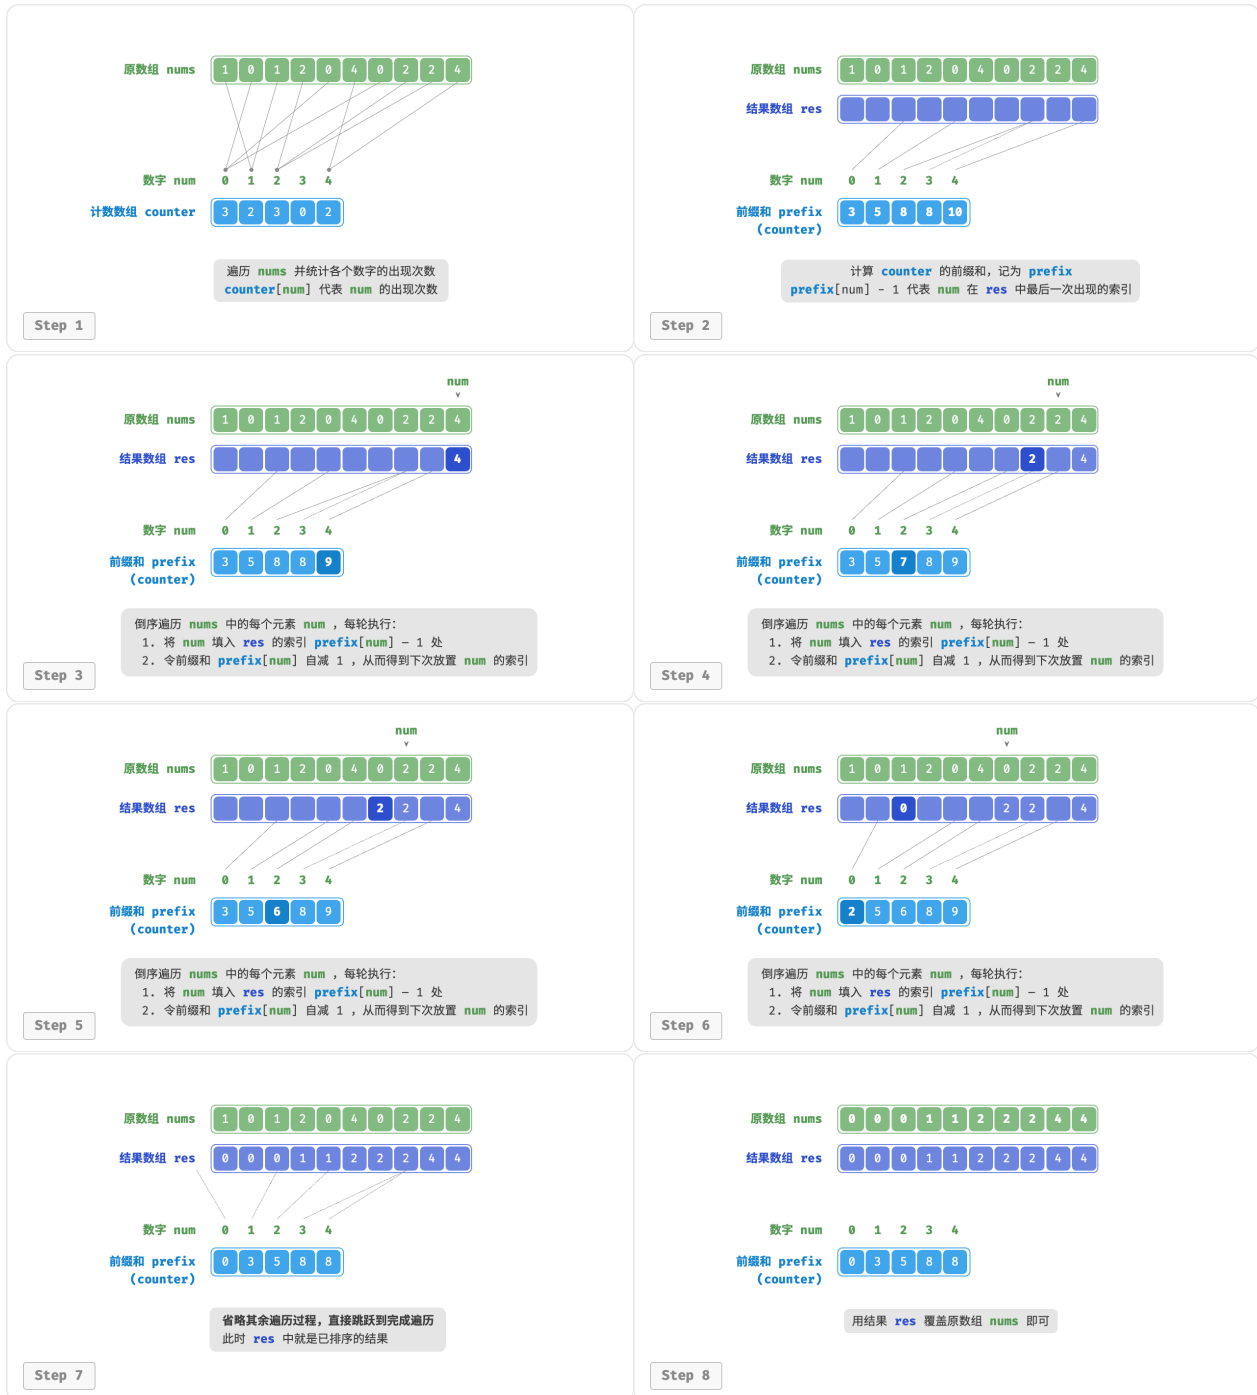 原数组 nums 1 0 1 2 0 4 0 2 2 4
数字 num 0 1 2 3 4
计数数组 counter 3 2 3 0 2
遍历 nums 并统计各个数字的出现次数
counter[num] 代表 num 的出现次数
Step 1
原数组 nums 1 0 1 2 0 4 0 2 2 4
结果数组 res
数字 num 0 1 2 3 4
前缀和 prefix 3 5 8 8 10
(counter)
计算 counter 的前缀和，记为 prefix
prefix[num] - 1 代表 num 在 res 中最后一次出现的索引
Step 2
num
原数组 nums 1 0 1 2 0 4 0 2 2 4
结果数组 res 4
数字 num 0 1 2 3 4
前缀和 prefix 3 5 8 8 9
(counter)
倒序遍历 nums 中的每个元素 num ，每轮执行：
1. 将 num 填入 res 的索引 prefix[num] – 1 处
2. 令前缀和 prefix[num] 自减 1 ，从而得到下次放置 num 的索引
Step 3
num
原数组 nums 1 0 1 2 0 4 0 2 2 4
结果数组 res 2 4
数字 num 0 1 2 3 4
前缀和 prefix 3 5 7 8 9
(counter)
倒序遍历 nums 中的每个元素 num ，每轮执行：
1. 将 num 填入 res 的索引 prefix[num] – 1 处
2. 令前缀和 prefix[num] 自减 1 ，从而得到下次放置 num 的索引
Step 4
num
原数组 nums 1 0 1 2 0 4 0 2 2 4
结果数组 res 2 2 4
数字 num 0 1 2 3 4
前缀和 prefix 3 5 6 8 9
(counter)
倒序遍历 nums 中的每个元素 num ，每轮执行：
1. 将 num 填入 res 的索引 prefix[num] – 1 处
2. 令前缀和 prefix[num] 自减 1 ，从而得到下次放置 num 的索引
Step 5
num
原数组 nums 1 0 1 2 0 4 0 2 2 4
结果数组 res 0 2 2 4
数字 num 0 1 2 3 4
前缀和 prefix 2 5 6 8 9
(counter)
倒序遍历 nums 中的每个元素 num ，每轮执行：
1. 将 num 填入 res 的索引 prefix[num] – 1 处
2. 令前缀和 prefix[num] 自减 1 ，从而得到下次放置 num 的索引
Step 6
原数组 nums 1 0 1 2 0 4 0 2 2 4
结果数组 res 0 0 0 1 1 2 2 2 4 4
数字 num 0 1 2 3 4
前缀和 prefix 0 3 5 8 8
(counter)
省略其余遍历过程，直接跳跃到完成遍历
此时 res 中就是已排序的结果
Step 7
原数组 nums 0 0 0 1 1 2 2 2 4 4
结果数组 res 0 0 0 1 1 2 2 2 4 4
数字 num 0 1 2 3 4
前缀和 prefix 0 3 5 8 8
(counter)
用结果 res 覆盖原数组 nums 即可
Step 8